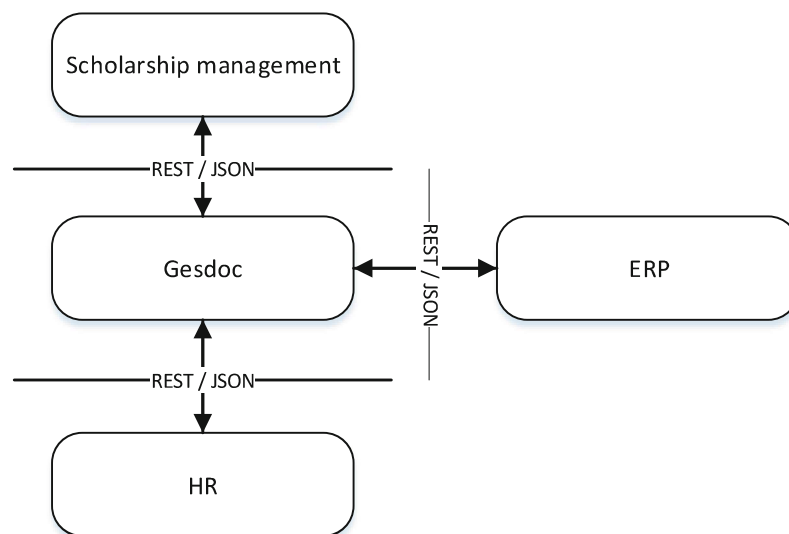 Scholarship management
REST / JSON
Gesdoc
REST / JSON
ERP
REST / JSON
HR